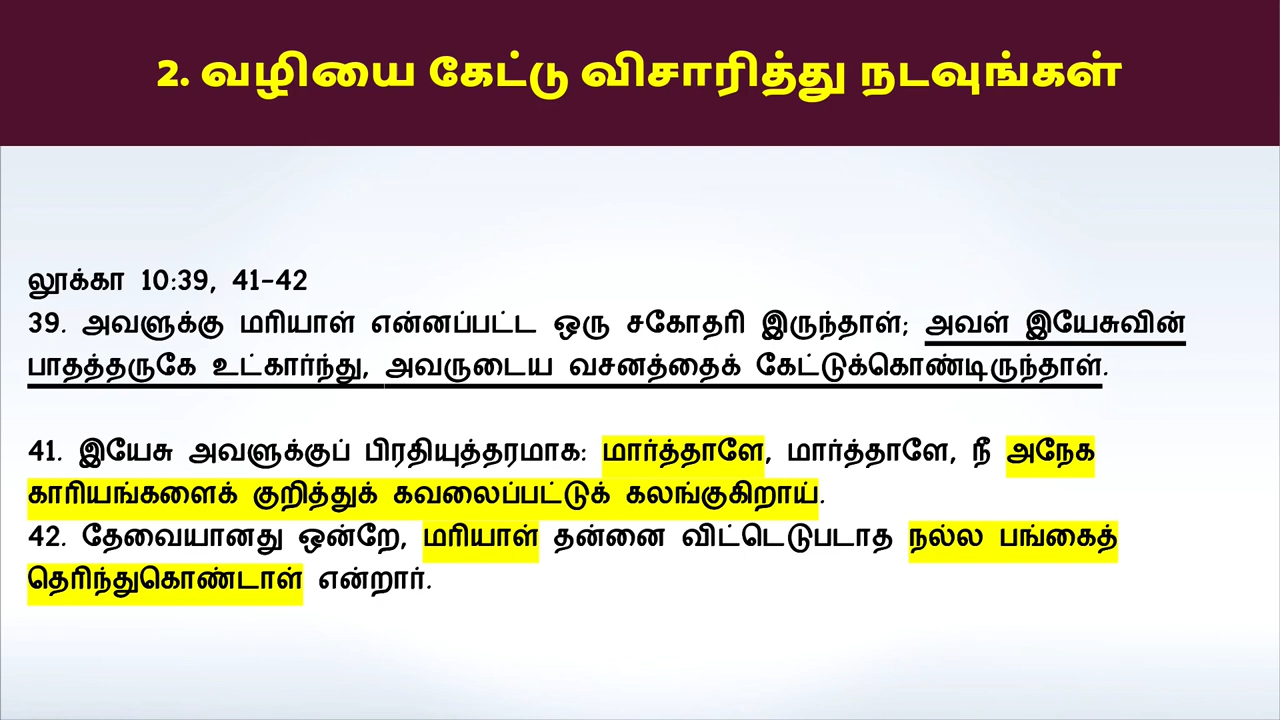 2. வழியை கேட்டு விசாரித்து நடவுங்கள்
லூக்கா 10:39, 41-42
39. அவளுக்கு மரியாள் என்னப்பட்ட ஒரு சகோதரி இருந்தாள்; அவள் இயேசுவின்
பாதத்தருகே உட்கார்ந்து, அவருடைய வசனத்தைக் கேட்டுக்கொண்டிருந்தாள்.
41. இயேசு அவளுக்குப் பிரதியுத்தரமாக: மார்த்தாளே, மார்த்தாளே, நீ அநேக
காரியங்களைக் குறித்துக் கவலைப்பட்டுக் கலங்குகிறாய்.
42. தேவையானது ஒன்றே, மரியாள் தன்னை விட்டெடுபடாத நல்ல பங்கைத்
தெரிந்துகொண்டாள் என்றார்.